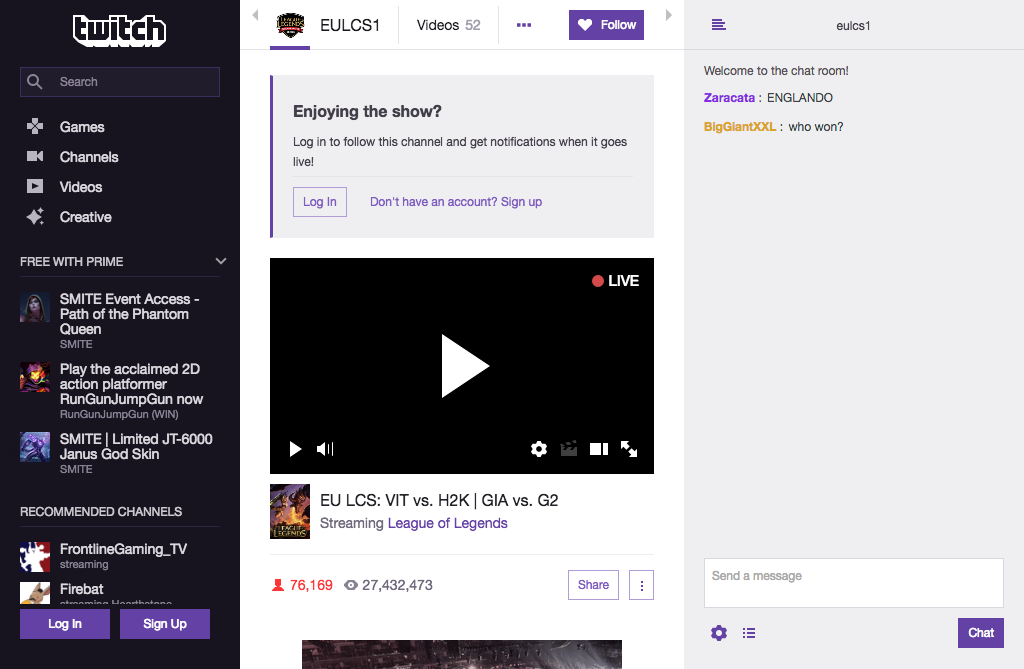 twitch
Search
Games
Channels
Videos
Creative
FREE WITH PRIME
SMITE Event Access -
Path of the Phantom
Queen
SMITE
Play the acclaimed 2D
action platformer
RunGunJumpGun now
RunGunJumpGun (WIN)
SMITE | Limited JT-6000
Janus God Skin
SMITE
RECOMMENDED CHANNELS
FrontlineGaming_TV
streaming
Firebat
streaming Hearthstone
Log In
Sign Up
EULCS1
Videos 52
Follow
Enjoying the show?
Log in to follow this channel and get notifications when it goes
live!
Log In
Don't have an account? Sign up
LIVE
EU LCS: VIT vs. H2K | GIA vs. G2
Streaming League of Legends
LEAGUE
LEGENDS
76,169
27,432,473
Share
eulcs1
Welcome to the chat room!
Zaracata : ENGLANDO
BigGiantXXL : who won?
Send a message
Chat